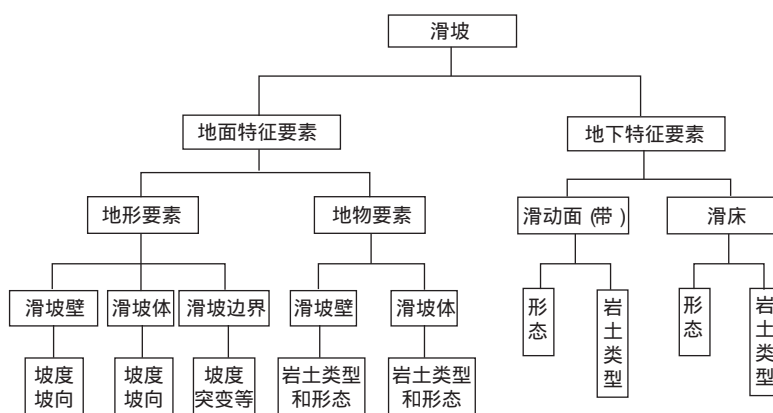 滑坡
地面特征要素
地下特征要素
地形要素
地物要素
滑动面(带)
滑床
滑坡壁
滑坡体
滑坡边界
滑坡壁
滑坡体
形态
岩土类型
形态
岩土类型
坡度
坡向
坡度
坡向
坡度
突变等
岩土类型
和形态
岩土类型
和形态